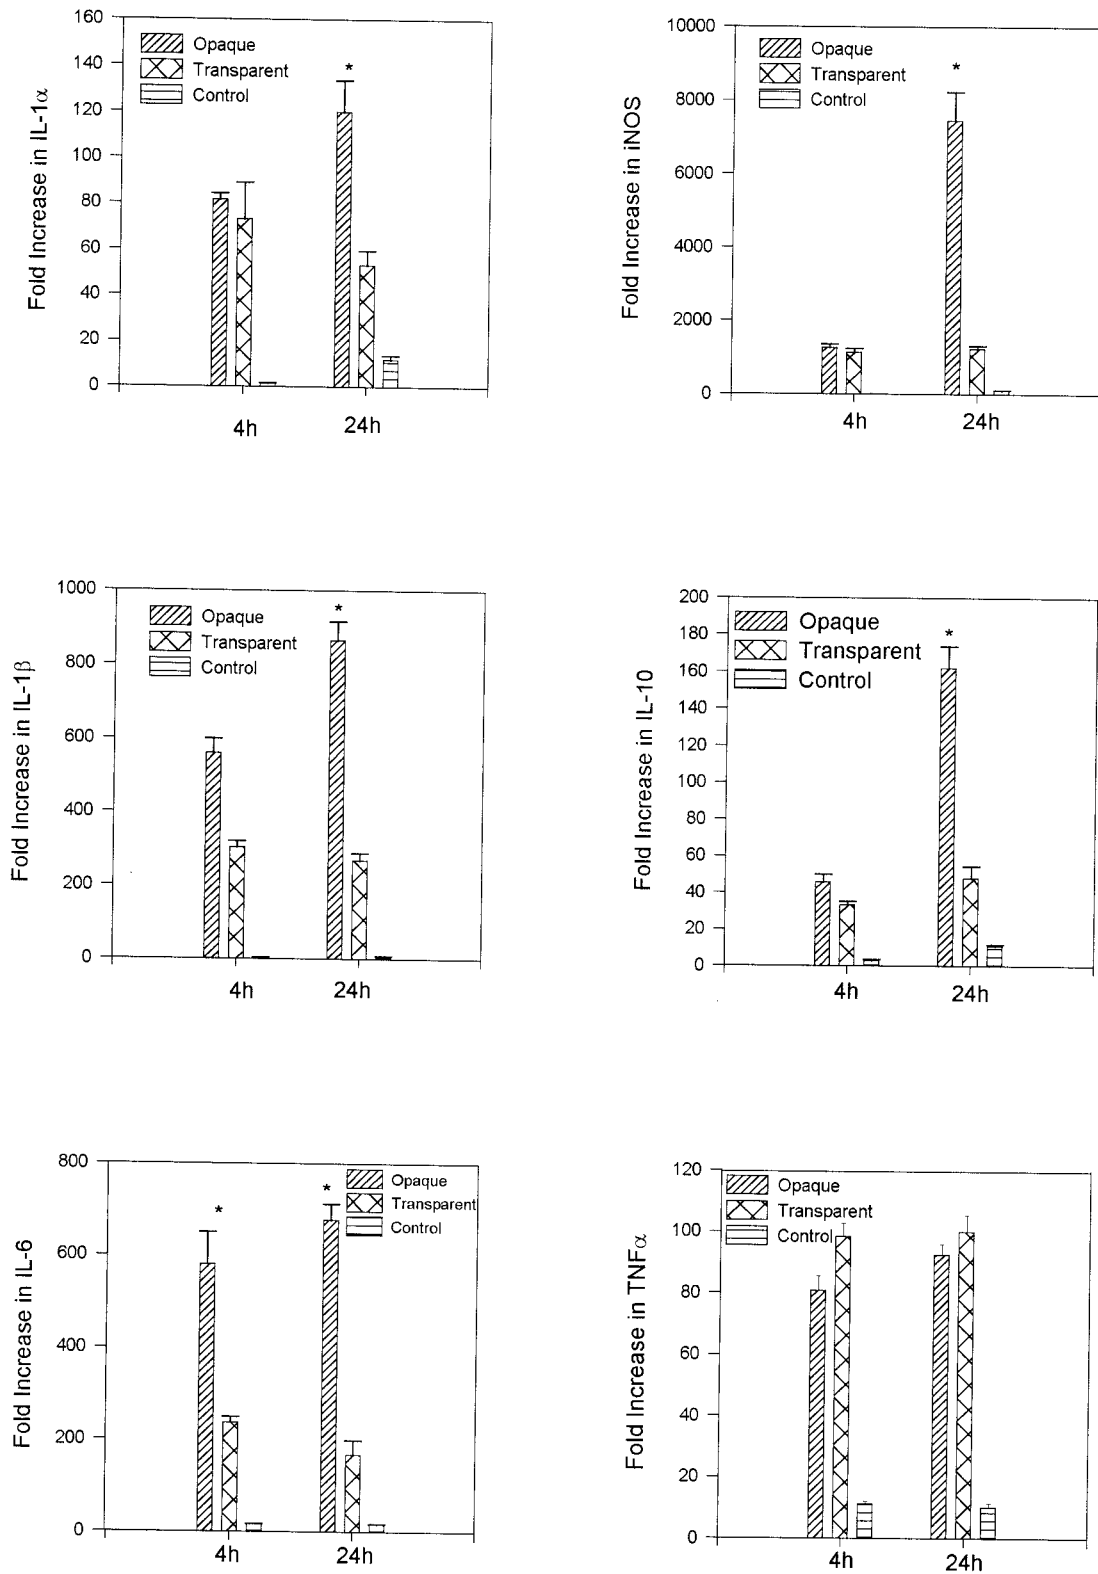 160
140
120
100
80
60
40
20
0
Fold Increase in IL-1α
Opaque
Transparent
Control
*
4h
24h
10000
8000
6000
4000
2000
0
Fold Increase in iNOS
Opaque
Transparent
Control
*
4h
24h
1000
800
600
400
200
0
Fold Increase in IL-1β
Opaque
Transparent
Control
*
4h
24h
200
180
160
140
120
100
80
60
40
20
0
Fold Increase in IL-10
Opaque
Transparent
Control
*
4h
24h
800
600
400
200
0
Fold Increase in IL-6
Opaque
Transparent
Control
*
*
4h
24h
120
100
80
60
40
20
0
Fold Increase in TNFα
Opaque
Transparent
Control
4h
24h